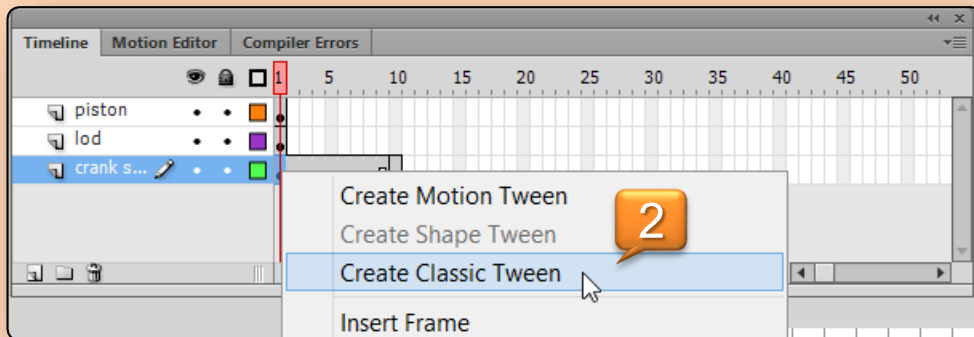 Timeline Motion Editor Compiler Errors
1 5 10 15 20 25 30 35 40 45 50
piston
lod
crank s...
Create Motion Tween
Create Shape Tween
2
Create Classic Tween
Insert Frame